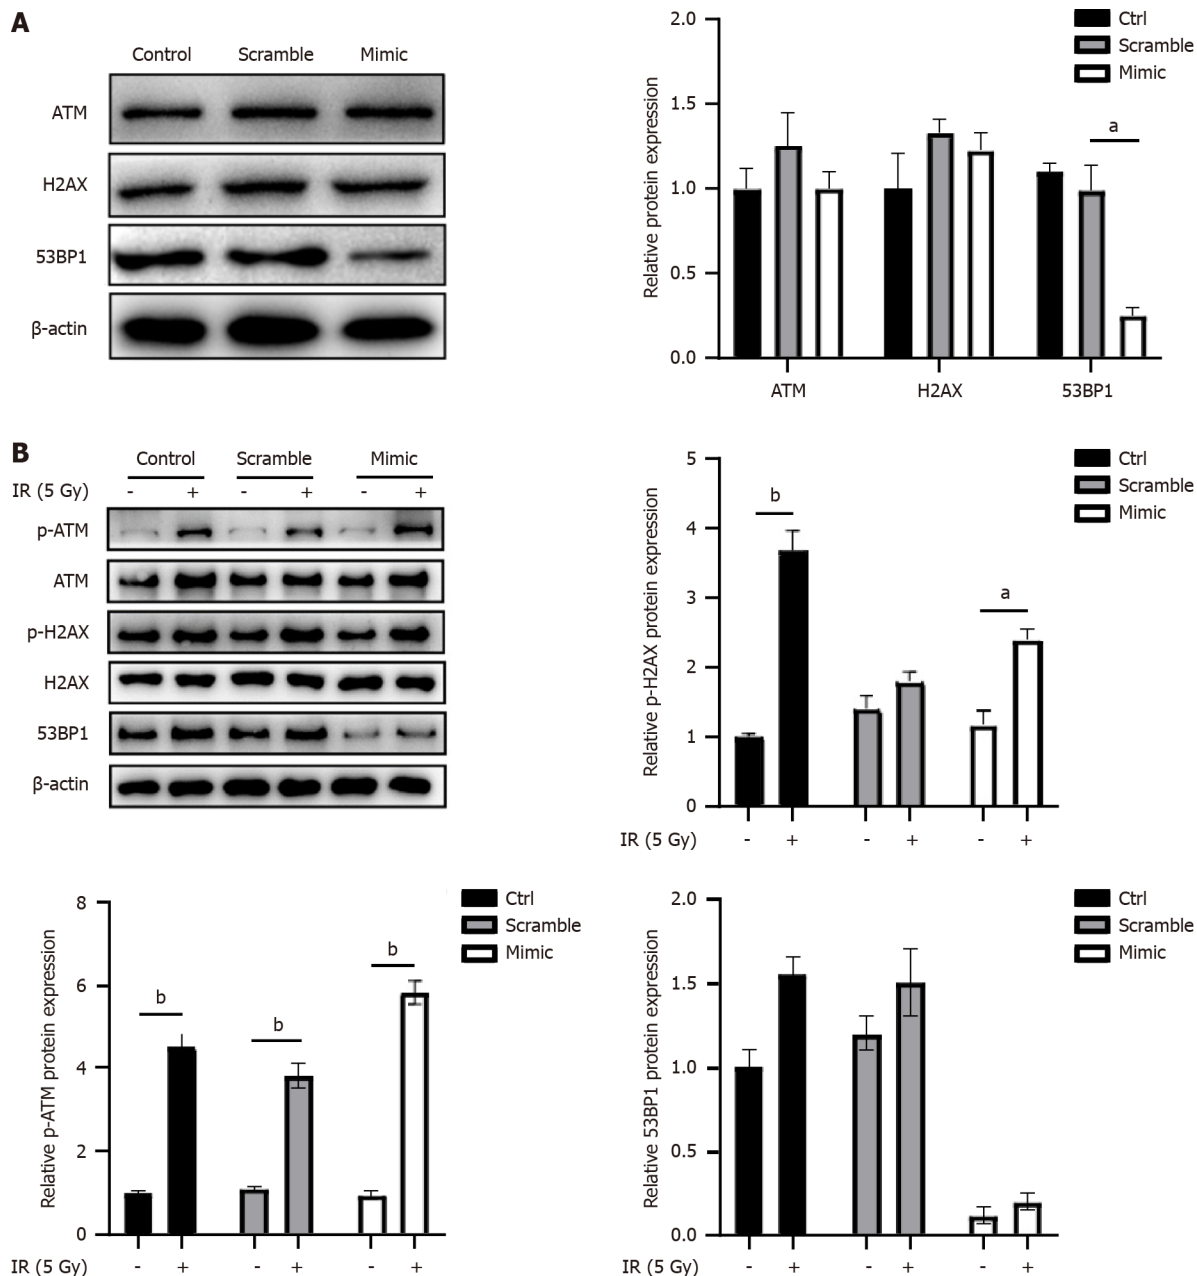 A
Control Scramble Mimic
ATM
H2AX
53BP1
β-actin
Relative protein expression
2.0
1.5
1.0
0.5
0.0
a
ATM H2AX 53BP1
Ctrl
Scramble
Mimic
B
Control Scramble Mimic
IR (5 Gy) - + - + - +
p-ATM
ATM
p-H2AX
H2AX
53BP1
β-actin
Relative p-H2AX protein expression
5
4
3
2
1
0
b
a
IR (5 Gy) - + - + - +
Ctrl
Scramble
Mimic
Relative p-ATM protein expression
8
6
4
2
0
b
b
b
IR (5 Gy) - + - + - +
Ctrl
Scramble
Mimic
Relative 53BP1 protein expression
2.0
1.5
1.0
0.5
0.0
IR (5 Gy) - + - + - +
Ctrl
Scramble
Mimic